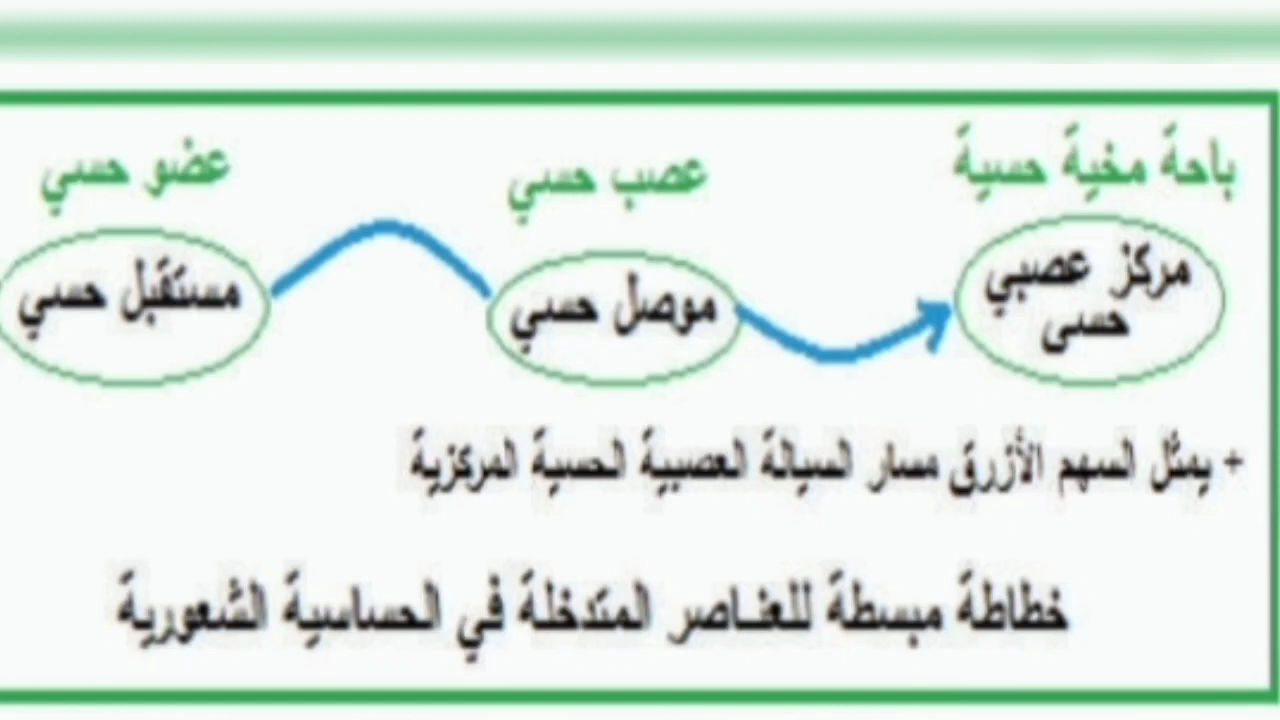 باحة مخية حسية
عصب حسي
عضو حسي
مركز عصبي
حسى
موصل حسي
مستقبل حسي
+ يمثل السهم الأزرق مسار السيالة العصبية الحسية المركزية
خطاطة مبسطة للعناصر المتدخلة في الحساسية الشعورية